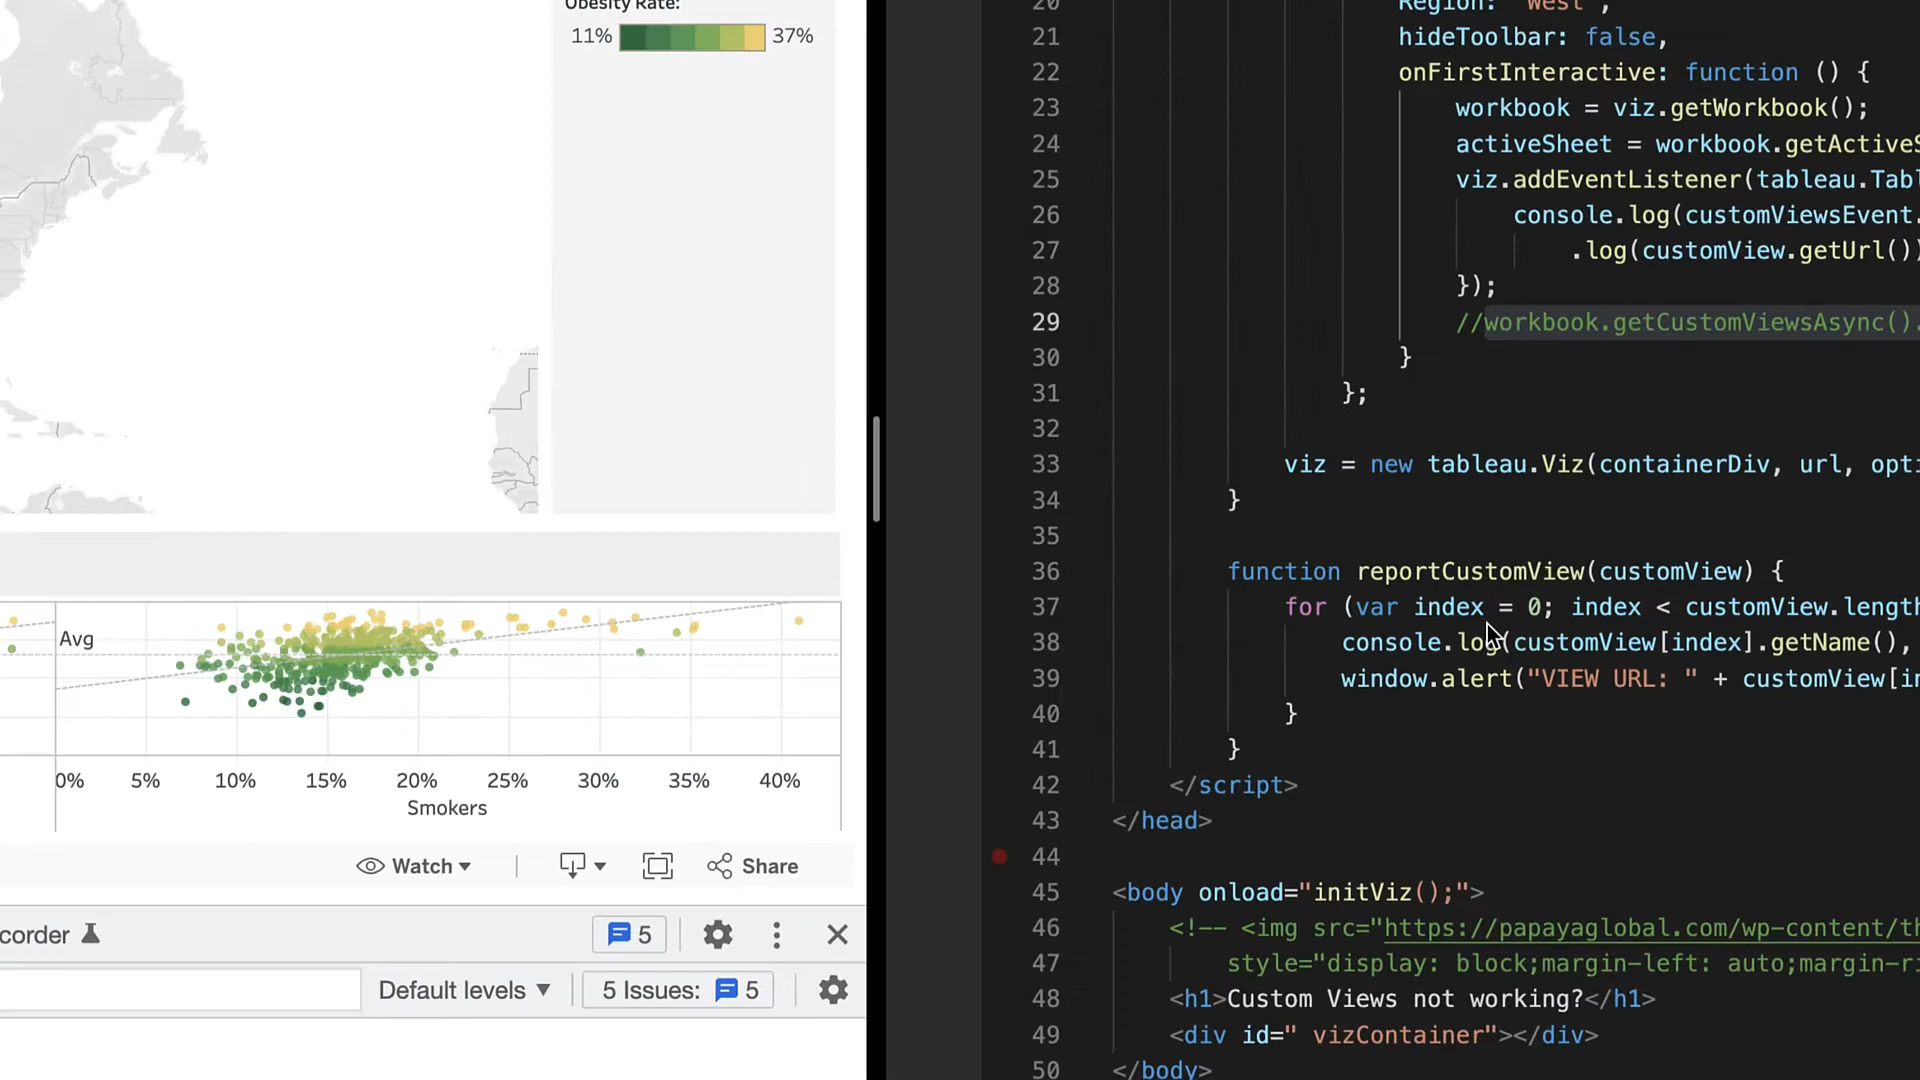 Obesity Rate:
11%
37%
Avg
0%
5%
10%
15%
20%
25%
30%
35%
40%
Smokers
Watch
Share
corder
5
Default levels
5 Issues:
5
20 Region: "West",
21 hideToolbar: false,
22 onFirstInteractive: function () {
23 workbook = viz.getWorkbook();
24 activeSheet = workbook.getActiveS
25 viz.addEventListener(tableau.Tabl
26 console.log(customViewsEvent.
27 .log(customView.getUrl())
28 });
29 //workbook.getCustomViewsAsync().
30 }
31 };
32
33 viz = new tableau.Viz(containerDiv, url, opti
34 }
35
36 function reportCustomView(customView) {
37 for (var index = 0; index < customView.length
38 console.log(customView[index].getName(),
39 window.alert("VIEW URL: " + customView[in
40 }
41 }
42 </script>
43 </head>
44
45 <body onload="initViz();">
46 <!-- <img src="https://papayaglobal.com/wp-content/th
47 style="display: block;margin-left: auto;margin-ri
48 <h1>Custom Views not working?</h1>
49 <div id=" vizContainer"></div>
50 </body>